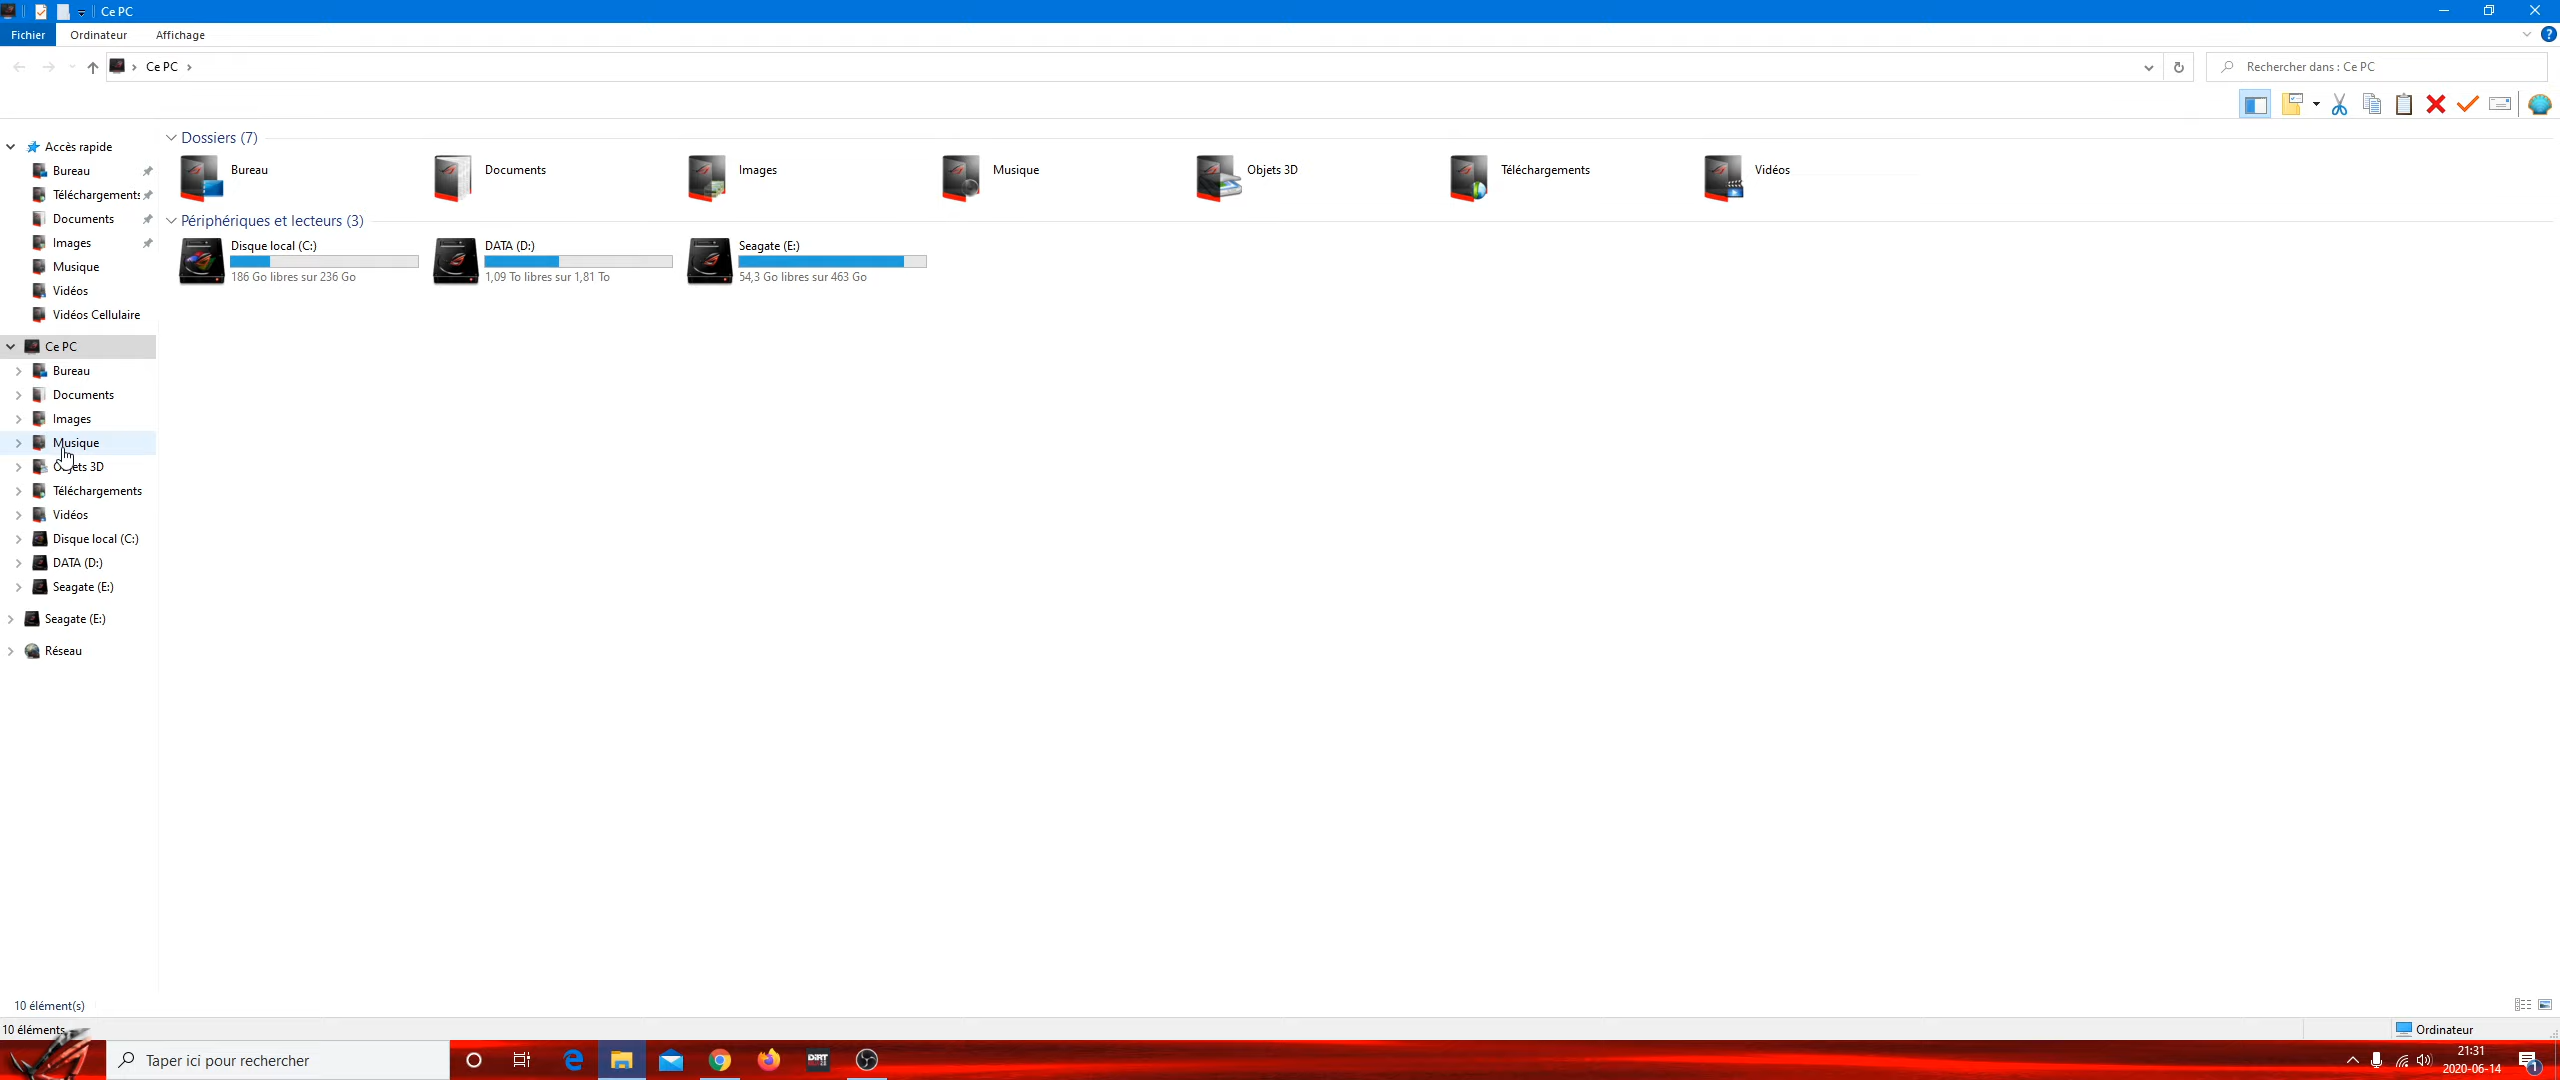 Ce PC
Fichier Ordinateur Affichage ?
Ce PC Rechercher dans : Ce PC
Accès rapide
Bureau
Téléchargements
Documents
Images
Musique
Vidéos
Vidéos Cellulaire
Ce PC
Bureau
Documents
Images
Musique
Objets 3D
Téléchargements
Vidéos
Disque local (C:)
DATA (D:)
Seagate (E:)
Seagate (E:)
Réseau
Dossiers (7)
Bureau Documents Images Musique Objets 3D Téléchargements Vidéos
Périphériques et lecteurs (3)
Disque local (C:) DATA (D:) Seagate (E:)
186 Go libres sur 236 Go 1,09 To libres sur 1,81 To 54,3 Go libres sur 463 Go
10 élément(s)
10 éléments Ordinateur
Taper ici pour rechercher DiRT 21:31
2020-06-14 1